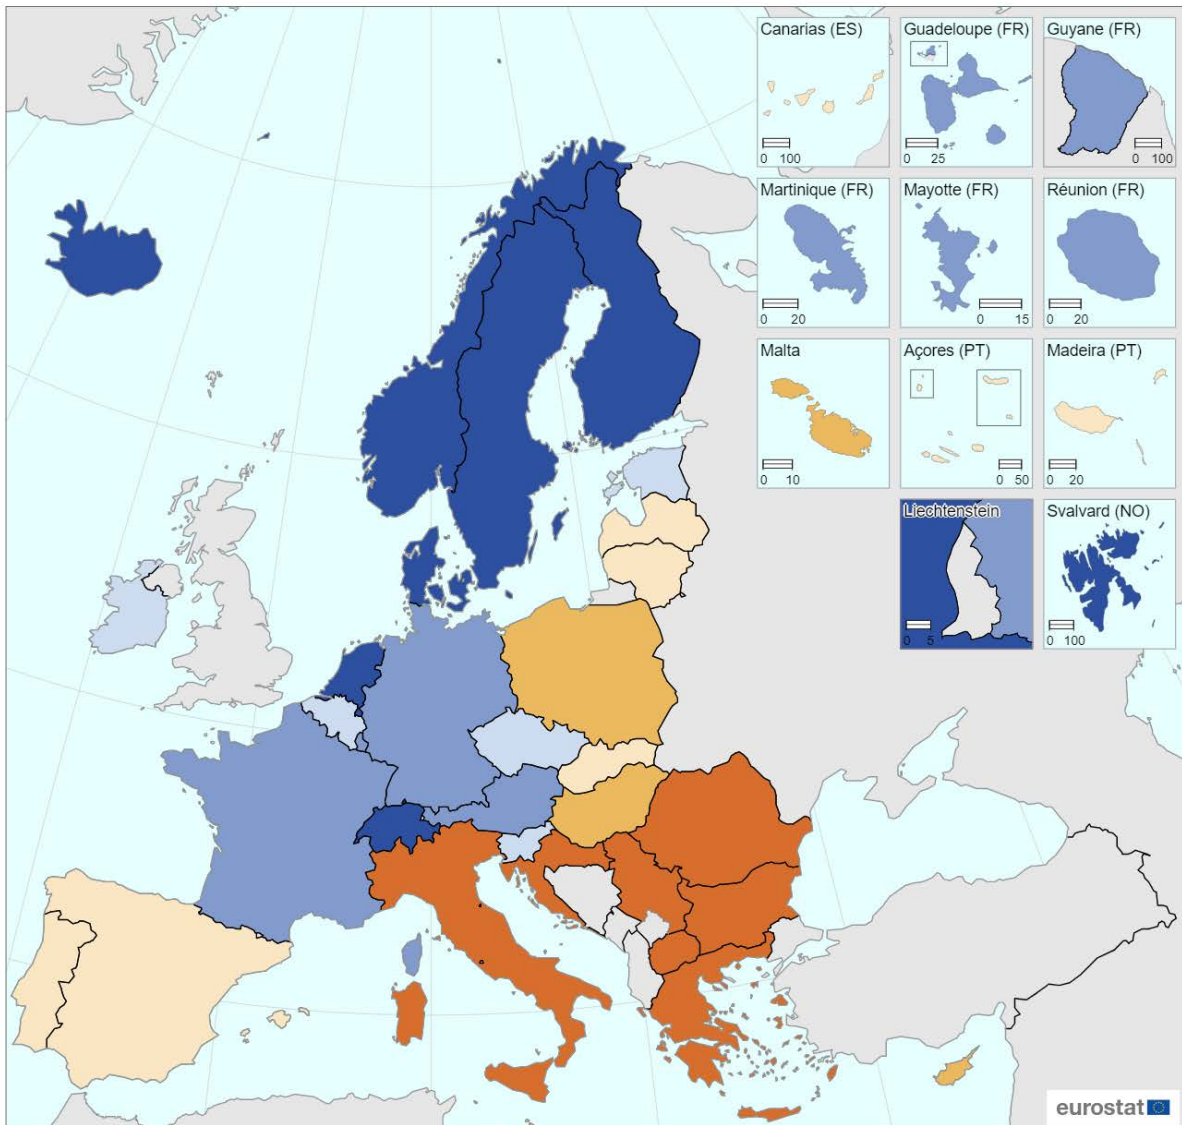 Canarias (ES)
0 100
Guadeloupe (FR)
0 25
Guyane (FR)
0 100
Martinique (FR)
0 20
Mayotte (FR)
0 15
Réunion (FR)
0 20
Malta
0 10
Açores (PT)
0 50
Madeira (PT)
0 20
Liechtenstein
0 5
Svalvard (NO)
0 100
eurostat